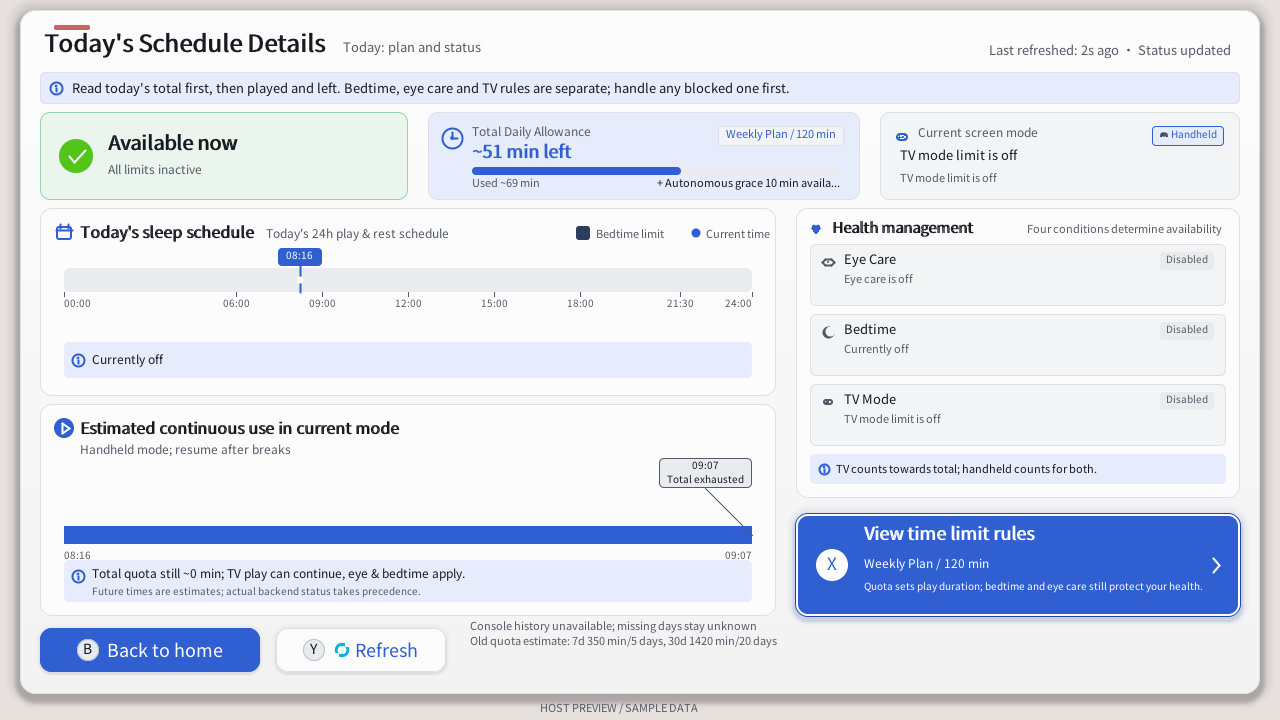 Today's Schedule Details
Today: plan and status
Last refreshed: 2s ago • Status updated
Read today's total first, then played and left. Bedtime, eye care and TV rules are separate; handle any blocked one first.
Available now
All limits inactive
Total Daily Allowance
Weekly Plan / 120 min
~51 min left
Used ~69 min
+ Autonomous grace 10 min availa...
Current screen mode
Handheld
TV mode limit is off
TV mode limit is off
Today's sleep schedule
Today's 24h play & rest schedule
Bedtime limit
Current time
08:16
00:00
06:00
09:00
12:00
15:00
18:00
21:30
24:00
Currently off
Estimated continuous use in current mode
Handheld mode; resume after breaks
09:07
Total exhausted
08:16
09:07
Total quota still ~0 min; TV play can continue, eye & bedtime apply.
Future times are estimates; actual backend status takes precedence.
Health management
Four conditions determine availability
Eye Care
Disabled
Eye care is off
Bedtime
Disabled
Currently off
TV Mode
Disabled
TV mode limit is off
TV counts towards total; handheld counts for both.
View time limit rules
X
Weekly Plan / 120 min
Quota sets play duration; bedtime and eye care still protect your health.
B Back to home
Y Refresh
Console history unavailable; missing days stay unknown
Old quota estimate: 7d 350 min/5 days, 30d 1420 min/20 days
HOST PREVIEW / SAMPLE DATA